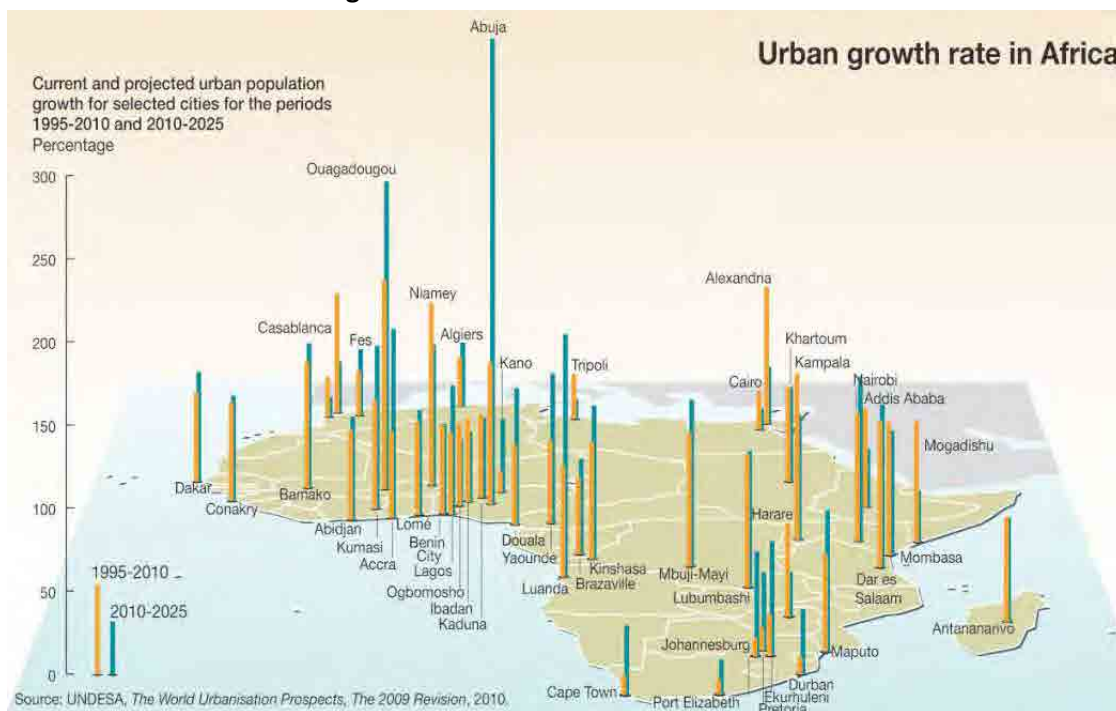 Urban growth rate in Africa
Current and projected urban population
growth for selected cities for the periods
1995-2010 and 2010-2025
Percentage
300
250
200
150
100
50
0
1995-2010
2010-2025
Abuja
Ouagadougou
Niamey
Casablanca
Fes
Algiers
Kano
Tripoli
Alexandria
Khartoum
Kampala
Cairo
Nairobi
Addis Ababa
Mogadishu
Dakar
Conakry
Bamako
Abidjan
Kumasi
Accra
Lomé
Benin
City
Lagos
Ogbomosho
Ibadan
Kaduna
Douala
Yaounde
Luanda
Kinshasa
Brazaville
Mbuji-Mayi
Lubumbashi
Harare
Dar es
Salaam
Mombasa
Antananarivo
Johannesburg
Maputo
Cape Town
Port Elizabeth
Durban
Ekurhuleni
Pretoria
Source: UNDESA, The World Urbanisation Prospects, The 2009 Revision, 2010.